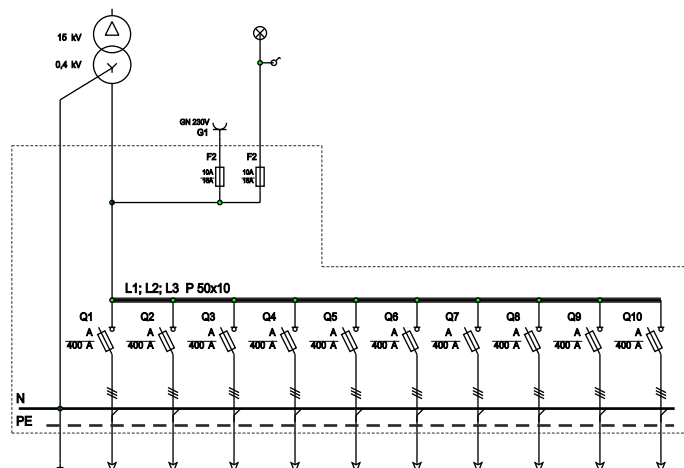 15 kV
0,4 kV
GN 230V
G1
F2 F2
10A 10A
16A 16A
L1; L2; L3 P 50x10
Q1 Q2 Q3 Q4 Q5 Q6 Q7 Q8 Q9 Q10
A A A A A A A A A A
400 A 400 A 400 A 400 A 400 A 400 A 400 A 400 A 400 A 400 A
N
PE